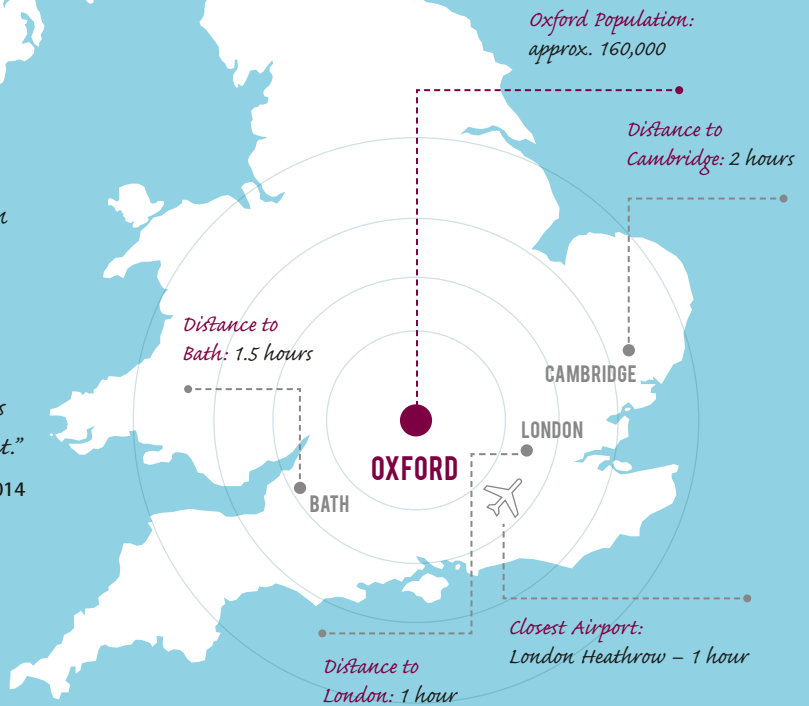 Oxford Population:
approx. 160,000
Distance to
Cambridge: 2 hours
n
Distance to
Bath: 1.5 hours
CAMBRIDGE
s
t.”
LONDON
OXFORD
014
BATH
Closest Airport:
London Heathrow – 1 hour
Distance to
London: 1 hour